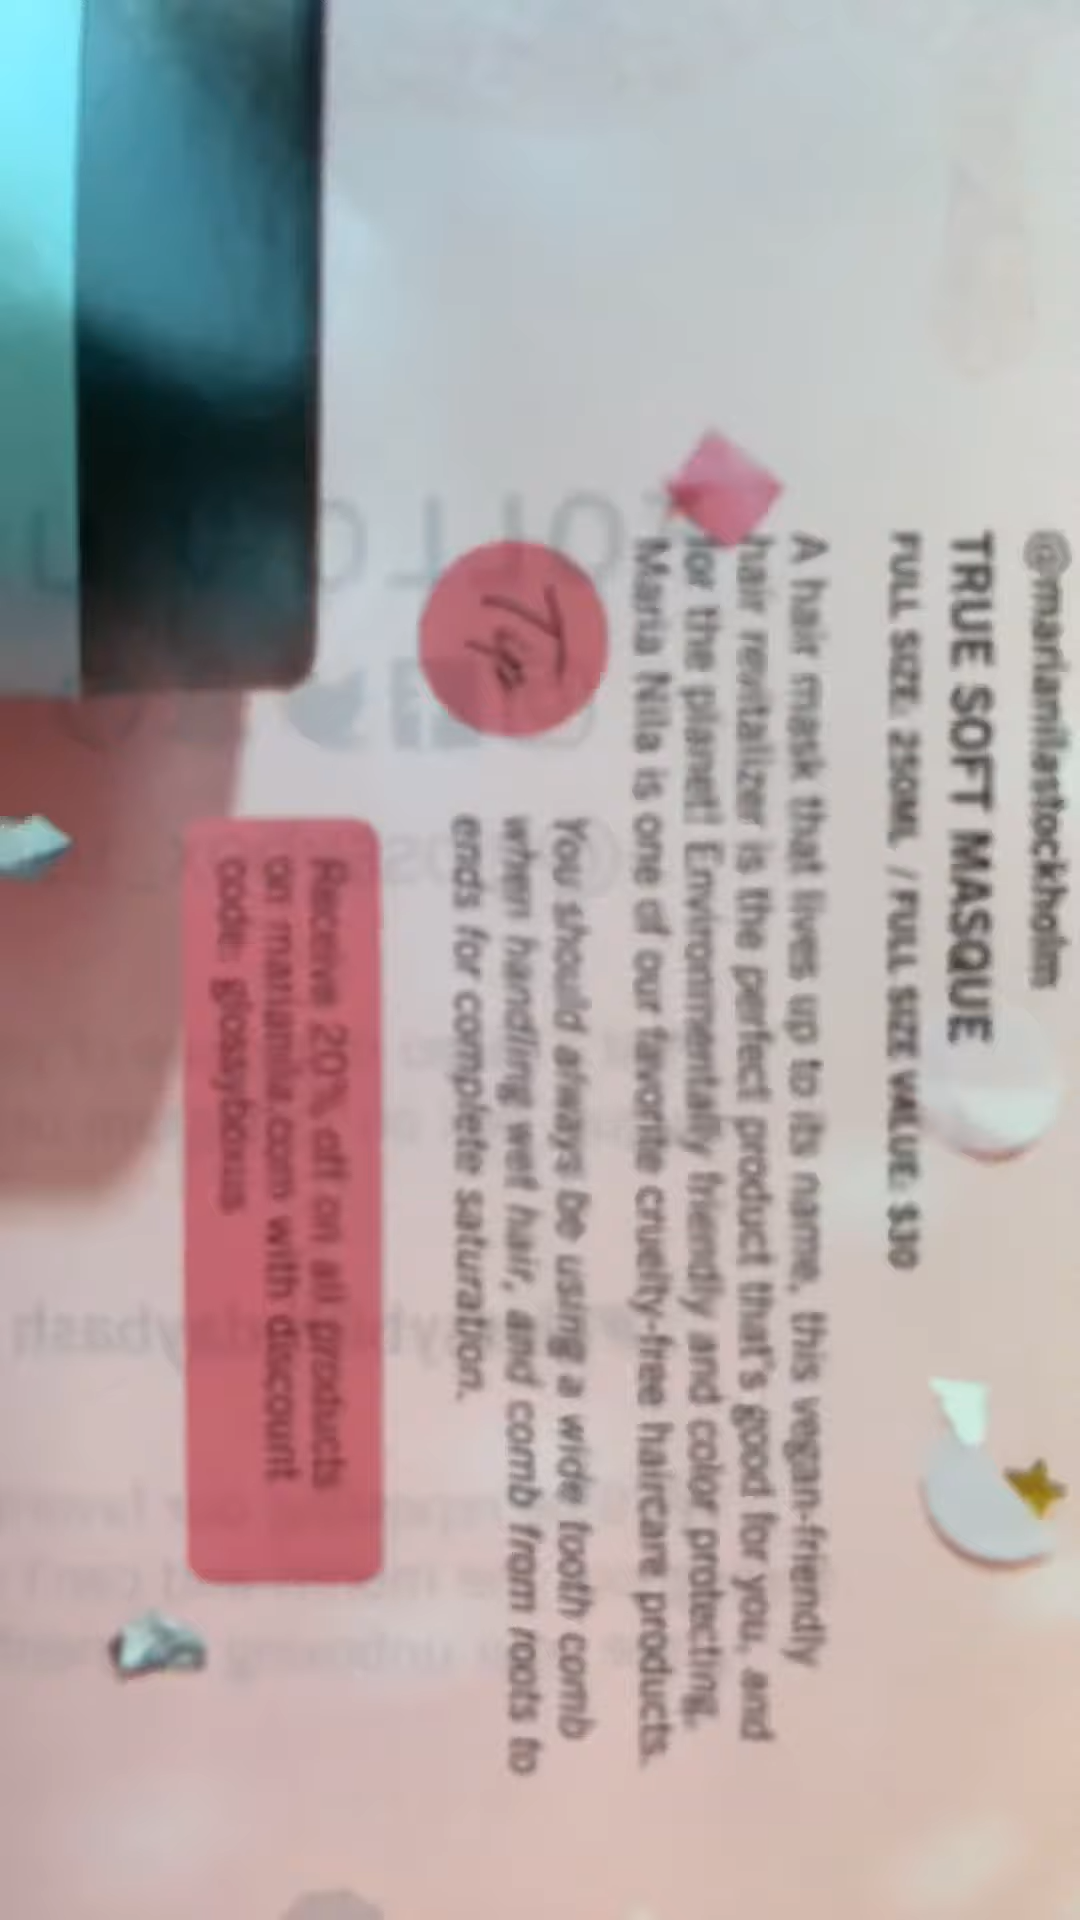 @marianilastockholm
TRUE SOFT MASQUE
FULL SIZE: 250ML / FULL SIZE VALUE: $30
A hair mask that lives up to its name, this vegan-friendly
hair revitalizer is the perfect product that's good for you, and
for the planet! Environmentally friendly and color protecting,
Maria Nila is one of our favorite cruelty-free haircare products.
Tip
You should always be using a wide tooth comb
when handling wet hair, and comb from roots to
ends for complete saturation.
Receive 20% off on all products
on marianila.com with discount
code: glossyboxus